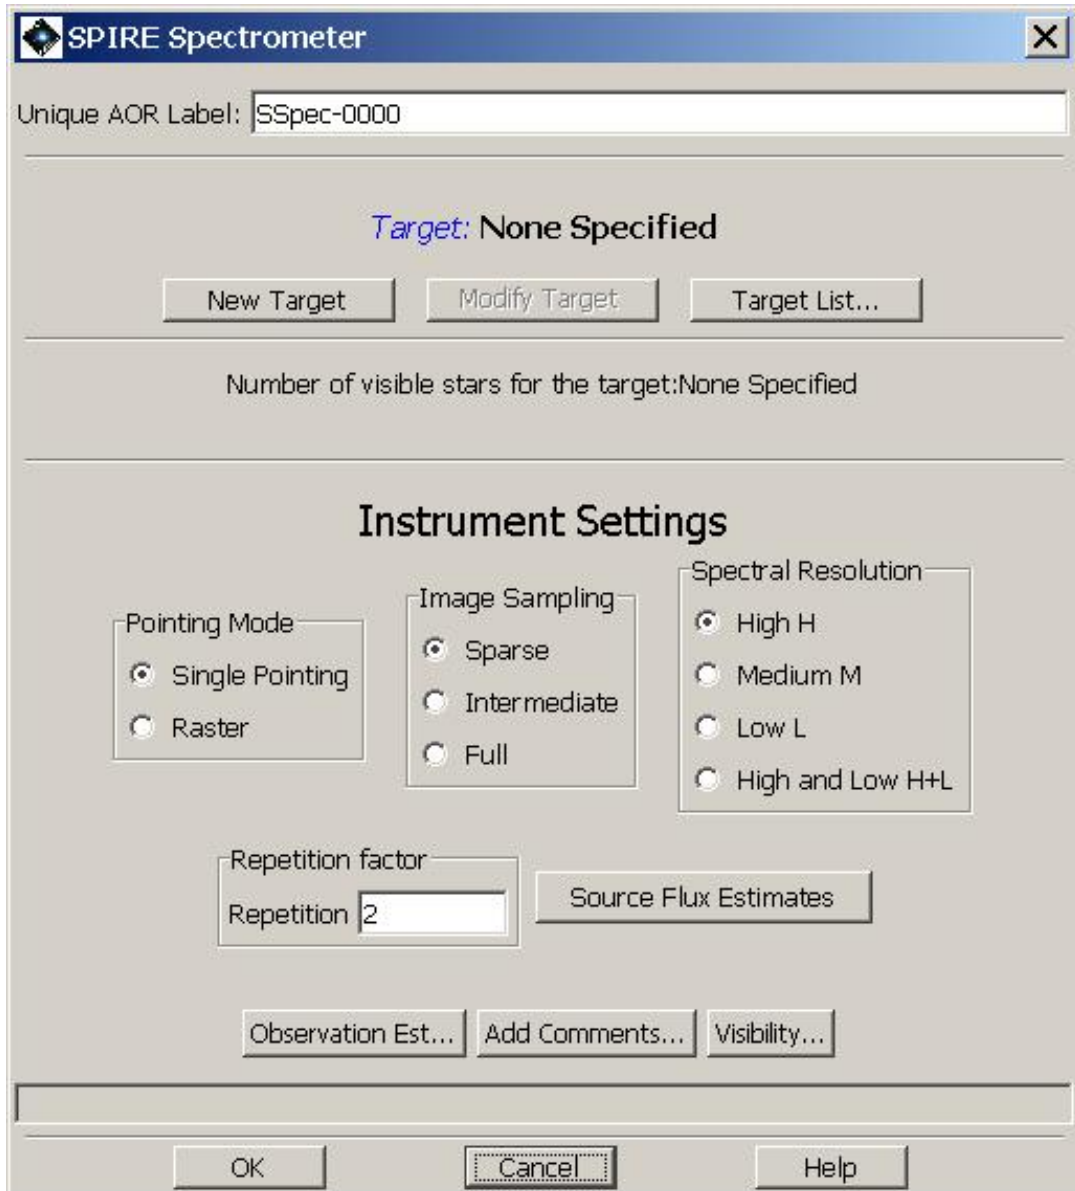 SPIRE Spectrometer
Unique AOR Label: SSpec-0000
Target: None Specified
New Target
Modify Target
Target List...
Number of visible stars for the target:None Specified
Instrument Settings
Pointing Mode
Single Pointing
Raster
Image Sampling
Sparse
Intermediate
Full
Spectral Resolution
High H
Medium M
Low L
High and Low H+L
Repetition factor
Repetition 2
Source Flux Estimates
Observation Est...
Add Comments...
Visibility...
OK
Cancel
Help